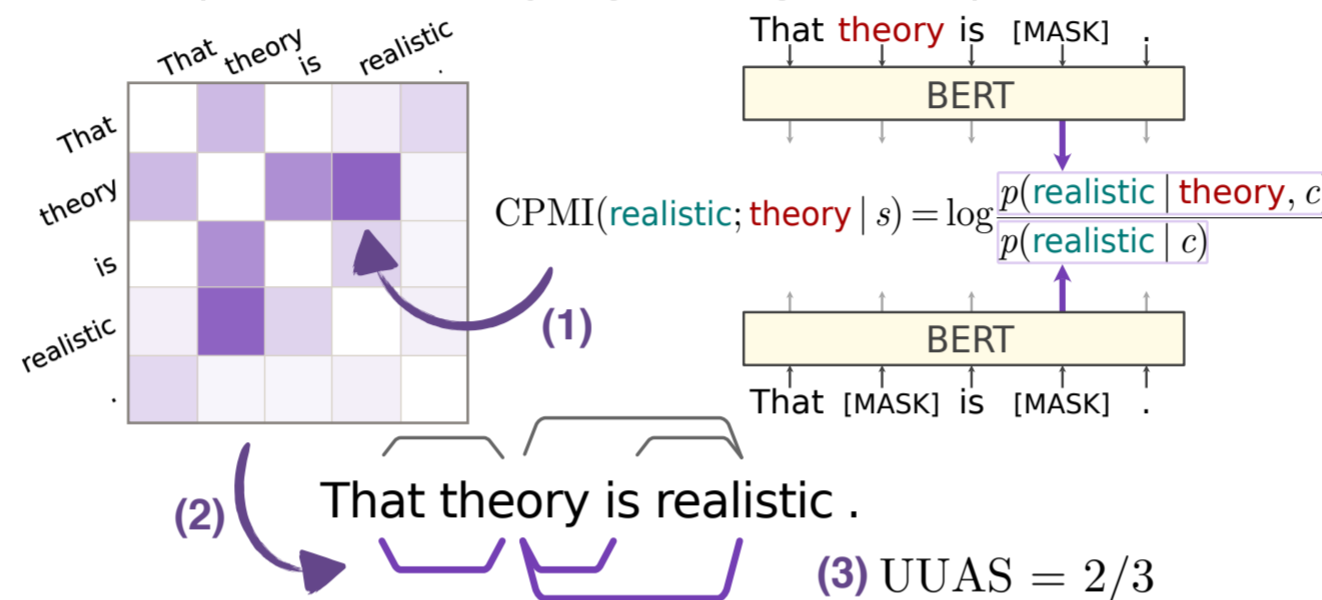 That theory is realistic .
That
theory
is
realistic
.
That theory is [MASK] .
BERT
CPMI(realistic; theory | s) = log p(realistic | theory, c
p(realistic | c)
BERT
That [MASK] is [MASK] .
(1)
(2)
That theory is realistic .
(3) UUAS = 2/3